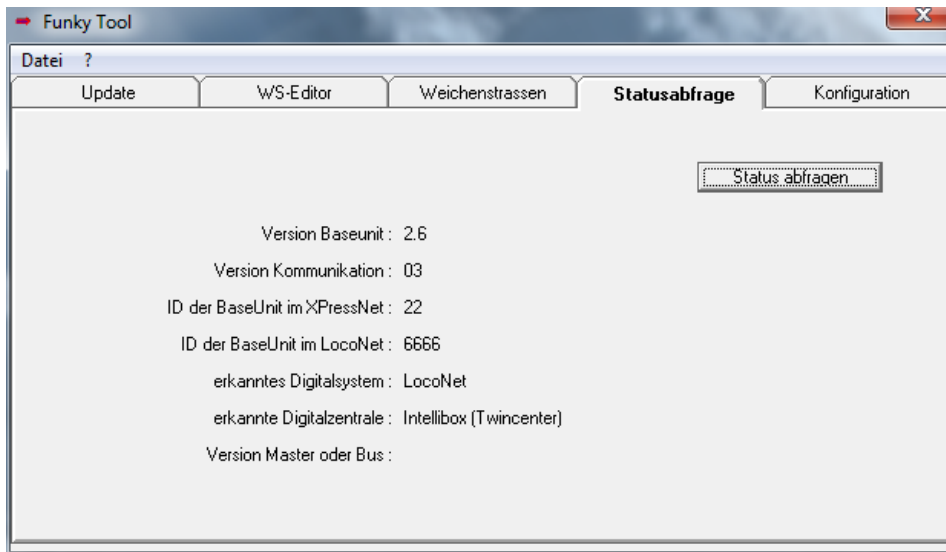 Funky Tool
Datei ?
Update WS-Editor Weichenstrassen Statusabfrage Konfiguration
Status abfragen
Version Baseunit : 2.6
Version Kommunikation : 03
ID der BaseUnit im XPressNet : 22
ID der BaseUnit im LocoNet : 6666
erkanntes Digitalsystem : LocoNet
erkannte Digitalzentrale : Intellibox (Twincenter)
Version Master oder Bus :